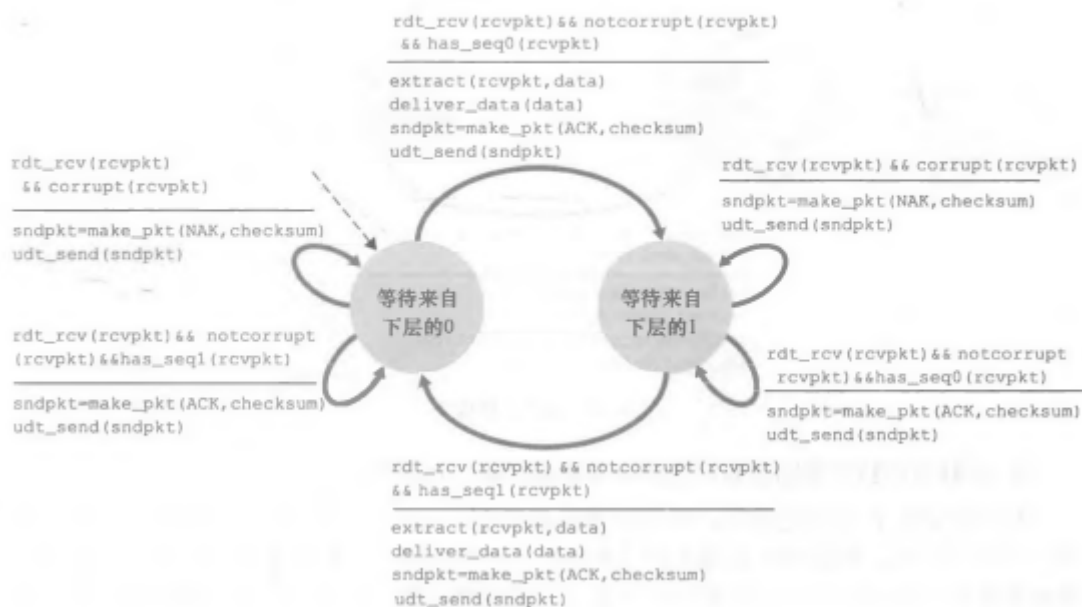 rdt_rcv(rcvpkt)&& notcorrupt(rcvpkt)
&& has_seq0(rcvpkt)
extract(rcvpkt,data)
deliver_data(data)
sndpkt=make_pkt(ACK,checksum)
udt_send(sndpkt)
rdt_rcv(rcvpkt)
&& corrupt(rcvpkt)
sndpkt=make_pkt(NAK,checksum)
udt_send(sndpkt)
rdt_rcv(rcvpkt) && corrupt(rcvpkt)
sndpkt=make_pkt(NAK,checksum)
udt_send(sndpkt)
等待来自
下层的0
等待来自
下层的1
rdt_rcv(rcvpkt)&& notcorrupt
(rcvpkt)&&has_seq1(rcvpkt)
sndpkt=make_pkt(ACK,checksum)
udt_send(sndpkt)
rdt_rcv(rcvpkt)&& notcorrupt
rcvpkt)&&has_seq0(rcvpkt)
sndpkt=make_pkt(ACK,checksum)
udt_send(sndpkt)
rdt_rcv(rcvpkt) && notcorrupt(rcvpkt)
&& has_seq1(rcvpkt)
extract(rcvpkt,data)
deliver_data(data)
sndpkt=make_pkt(ACK,checksum)
udt_send(sndpkt)